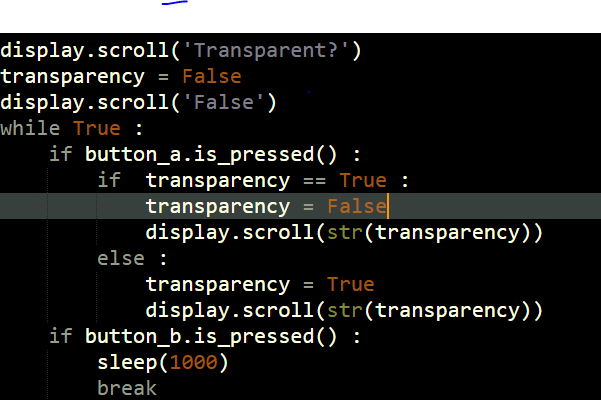 display.scroll('Transparent?')
transparency = False
display.scroll('False')
while True :
    if button_a.is_pressed() :
        if  transparency == True :
            transparency = False
            display.scroll(str(transparency))
        else :
            transparency = True
            display.scroll(str(transparency))
    if button_b.is_pressed() :
        sleep(1000)
        break